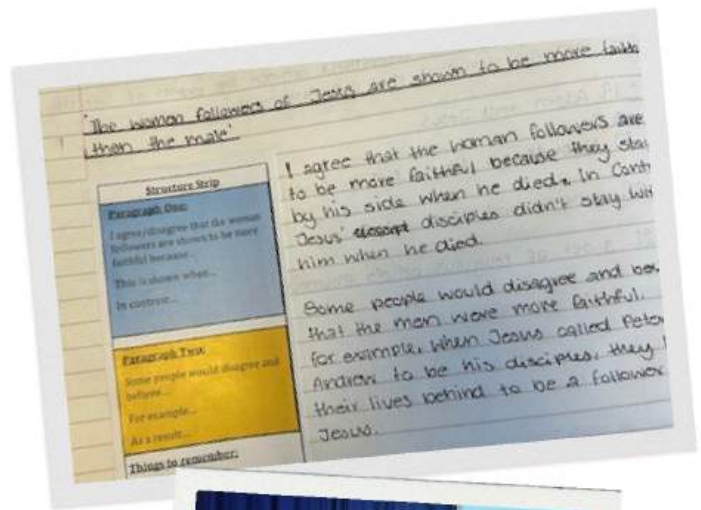 'The women followers of Jesus are shown to be more faith
than the male'
Structure Strip
Paragraph One:
I agree/disagree that the women
followers are shown to be more
faithful because...
This is shown when...
In contrast...
Paragraph Two:
Some people would disagree and
believe...
For example...
As a result...
Things to remember:
I agree that the woman followers are
to be more faithful because they stay
by his side when he died. In Cont
Jesus' disciples didn't stay wit
him when he died.
Some people would disagree and be
that the men were more faithful.
for example, when Jesus called Peter
Andrew to be his disciples, they
their lives behind to be a follower
Jesus.